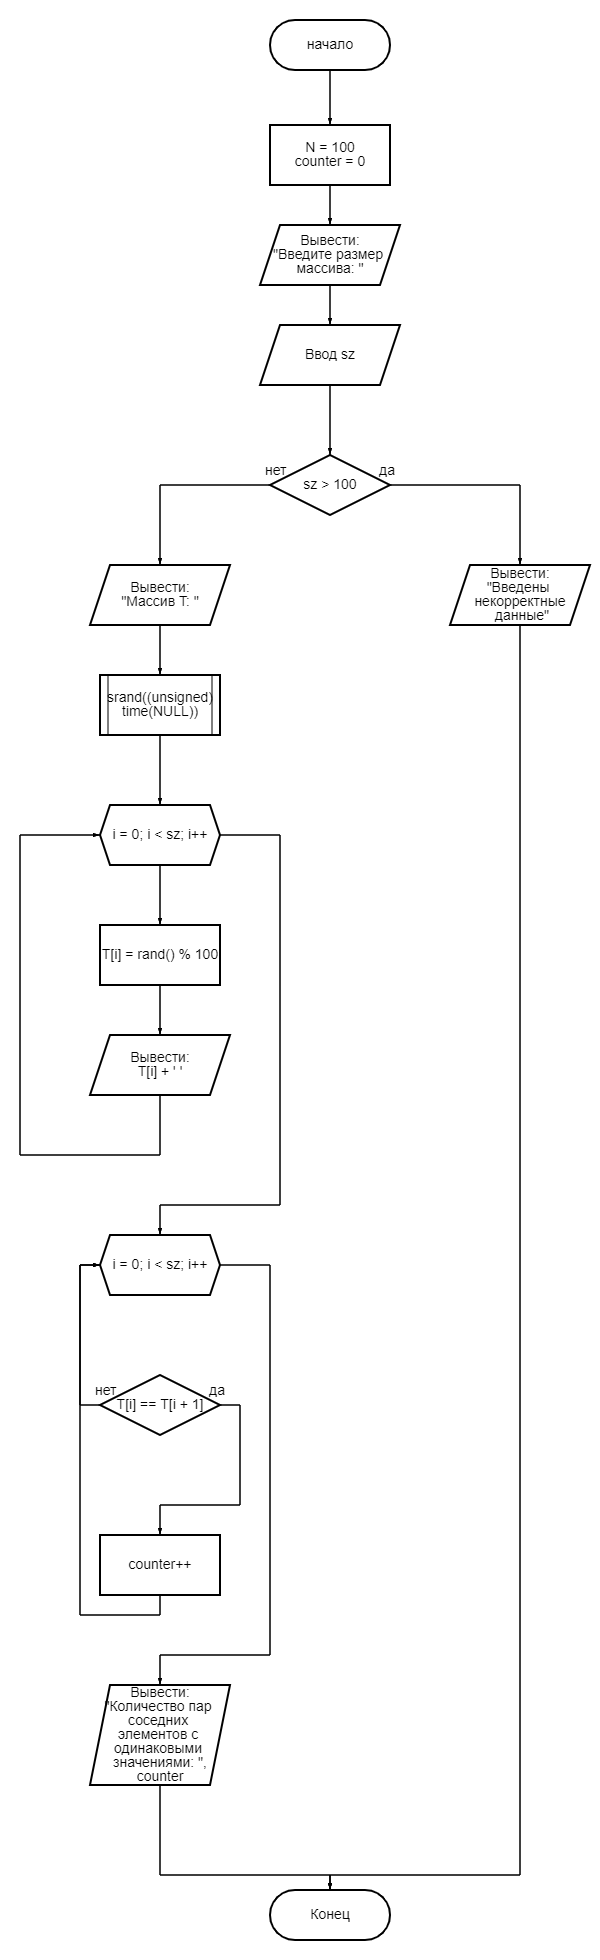 начало
N = 100
counter = 0
Вывести:
"Введите размер
массива: "
Ввод sz
нет
да
sz > 100
Вывести:
"Массив T: "
Вывести:
"Введены
некорректные
данные"
srand((unsigned)
time(NULL))
i = 0; i < sz; i++
T[i] = rand() % 100
Вывести:
T[i] + ' '
i = 0; i < sz; i++
нет
да
T[i] == T[i + 1]
counter++
Вывести:
"Количество пар
соседних
элементов с
одинаковыми
значениями: ",
counter
Конец